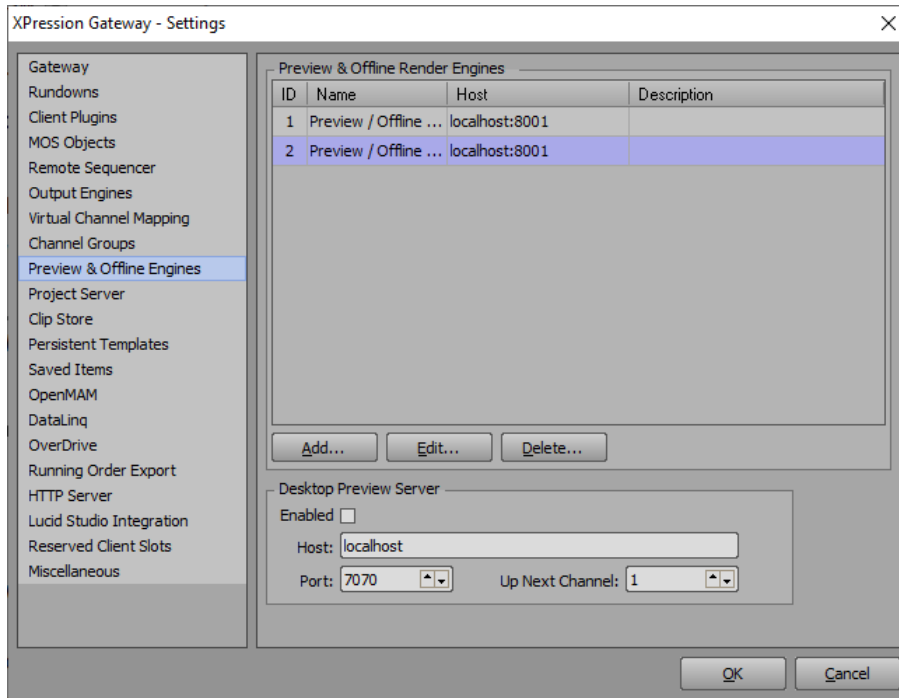 XPression Gateway - Settings
Gateway
Rundowns
Client Plugins
MOS Objects
Remote Sequencer
Output Engines
Virtual Channel Mapping
Channel Groups
Preview & Offline Engines
Project Server
Clip Store
Persistent Templates
Saved Items
OpenMAM
DataLinq
OverDrive
Running Order Export
HTTP Server
Lucid Studio Integration
Reserved Client Slots
Miscellaneous
Preview & Offline Render Engines
ID Name Host Description
1 Preview / Offline ... localhost:8001
2 Preview / Offline ... localhost:8001
Add... Edit... Delete...
Desktop Preview Server
Enabled
Host: localhost
Port: 7070 Up Next Channel: 1
OK Cancel